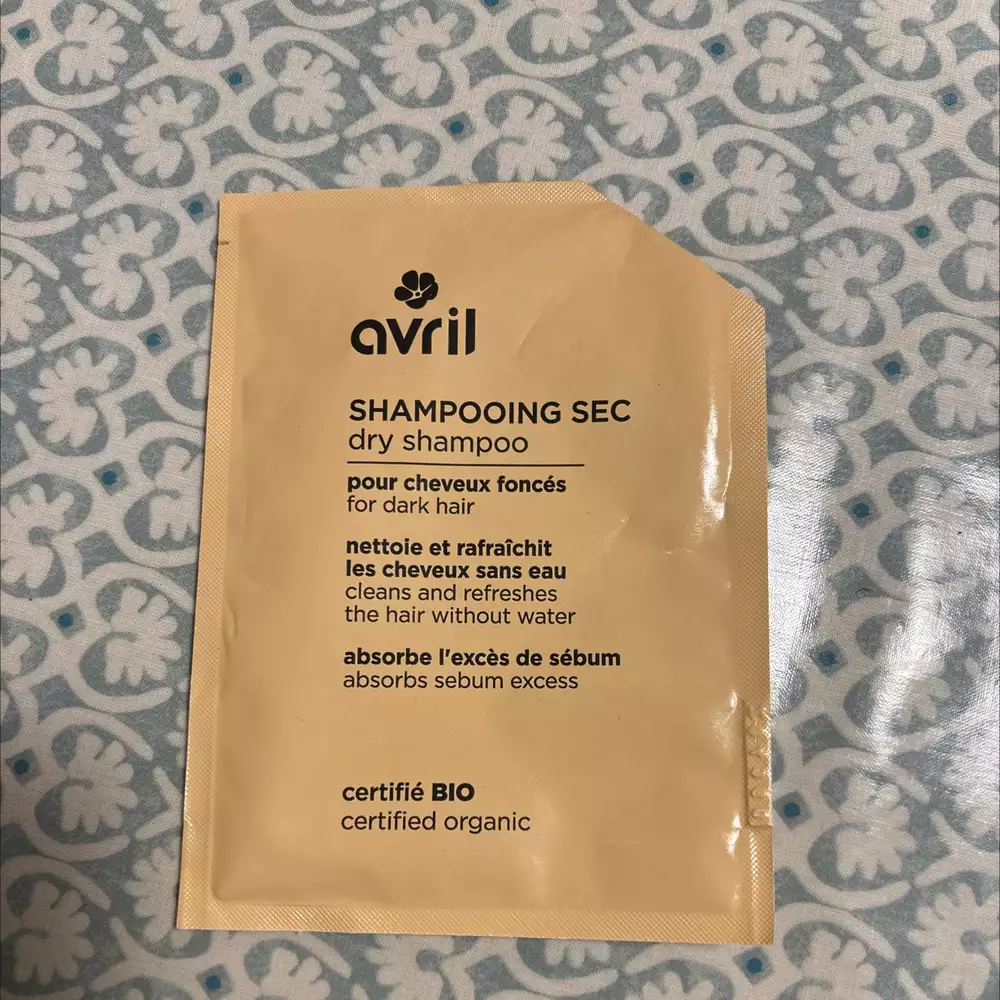 avril
SHAMPOOING SEC
dry shampoo
pour cheveux foncés
for dark hair
nettoie et rafraîchit
les cheveux sans eau
cleans and refreshes
the hair without water
absorbe l'excès de sébum
absorbs sebum excess
certifié BIO
certified organic